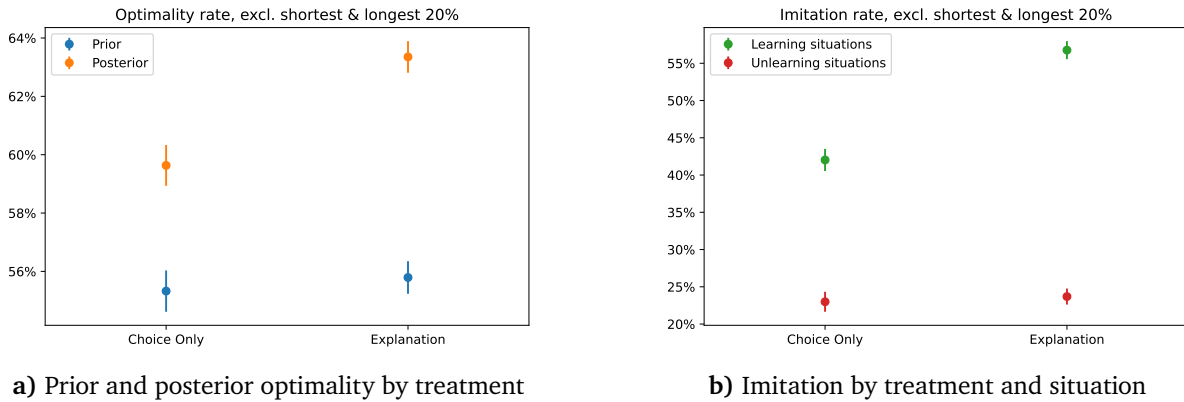 Optimality rate, excl. shortest & longest 20%
64%
62%
60%
58%
56%
Prior
Posterior
Choice Only
Explanation
a) Prior and posterior optimality by treatment
Imitation rate, excl. shortest & longest 20%
55%
50%
45%
40%
35%
30%
25%
20%
Learning situations
Unlearning situations
Choice Only
Explanation
b) Imitation by treatment and situation